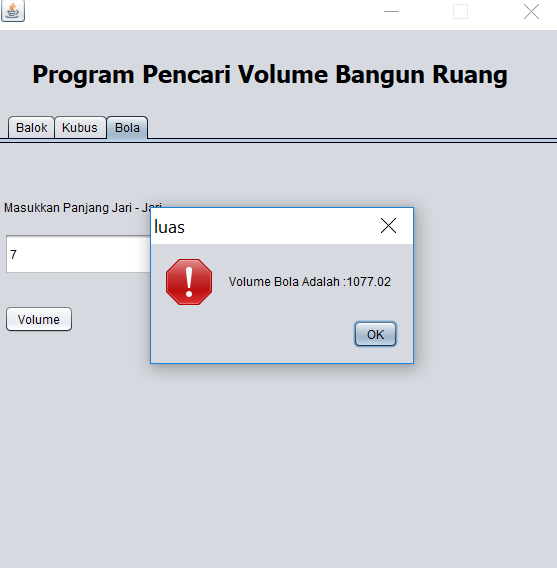 Program Pencari Volume Bangun Ruang
Balok Kubus Bola
Masukkan Panjang Jari - Jari
luas
7
Volume Bola Adalah :1077.02
Volume
OK